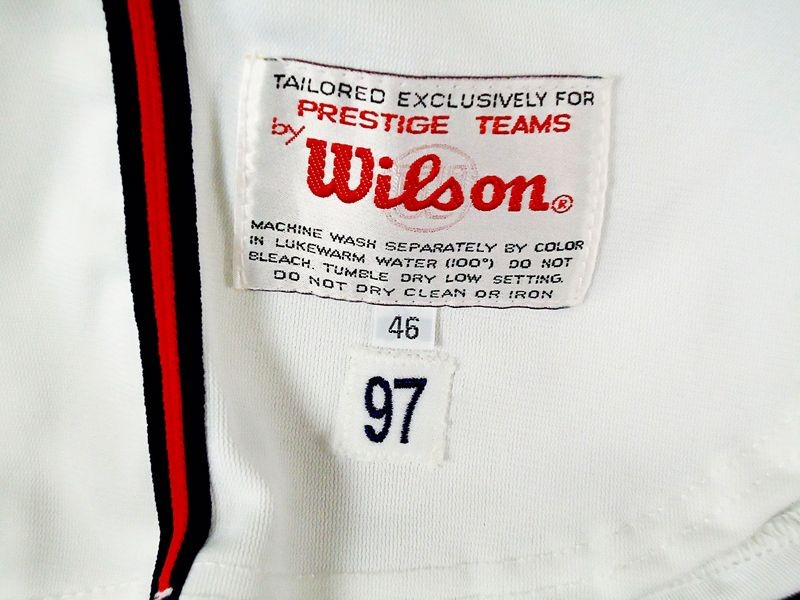 TAILORED EXCLUSIVELY FOR
PRESTIGE TEAMS
by
Wilson®
MACHINE WASH SEPARATELY BY COLOR
IN LUKEWARM WATER (100°) DO NOT
BLEACH. TUMBLE DRY LOW SETTING.
DO NOT DRY CLEAN OR IRON
46
97